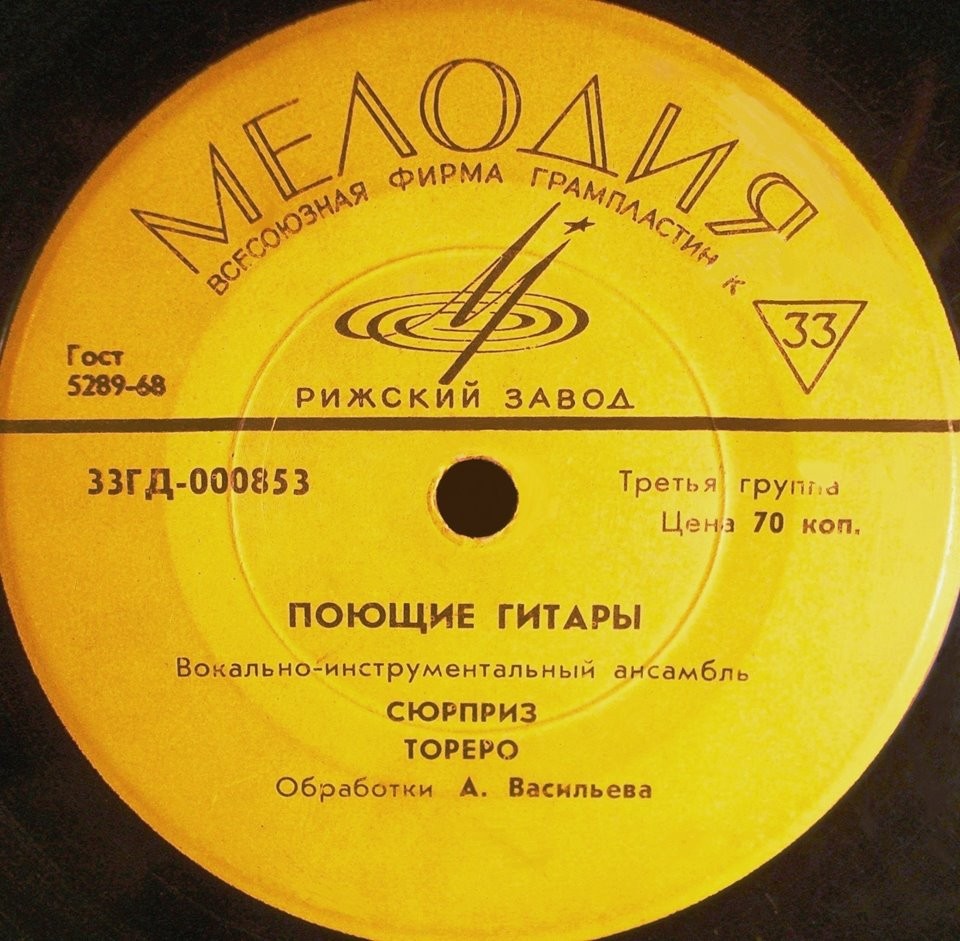 МЕЛОДИЯ
ВСЕСОЮЗНАЯ ФИРМА ГРАМПЛАСТИНК
33
Гост
5289-68
РИЖСКИЙ ЗАВОД
33ГД-000853
Третья группа
Цена 70 коп.
ПОЮЩИЕ ГИТАРЫ
Вокально-инструментальный ансамбль
СЮРПРИЗ
ТОРЕРО
Обработки А. Васильева